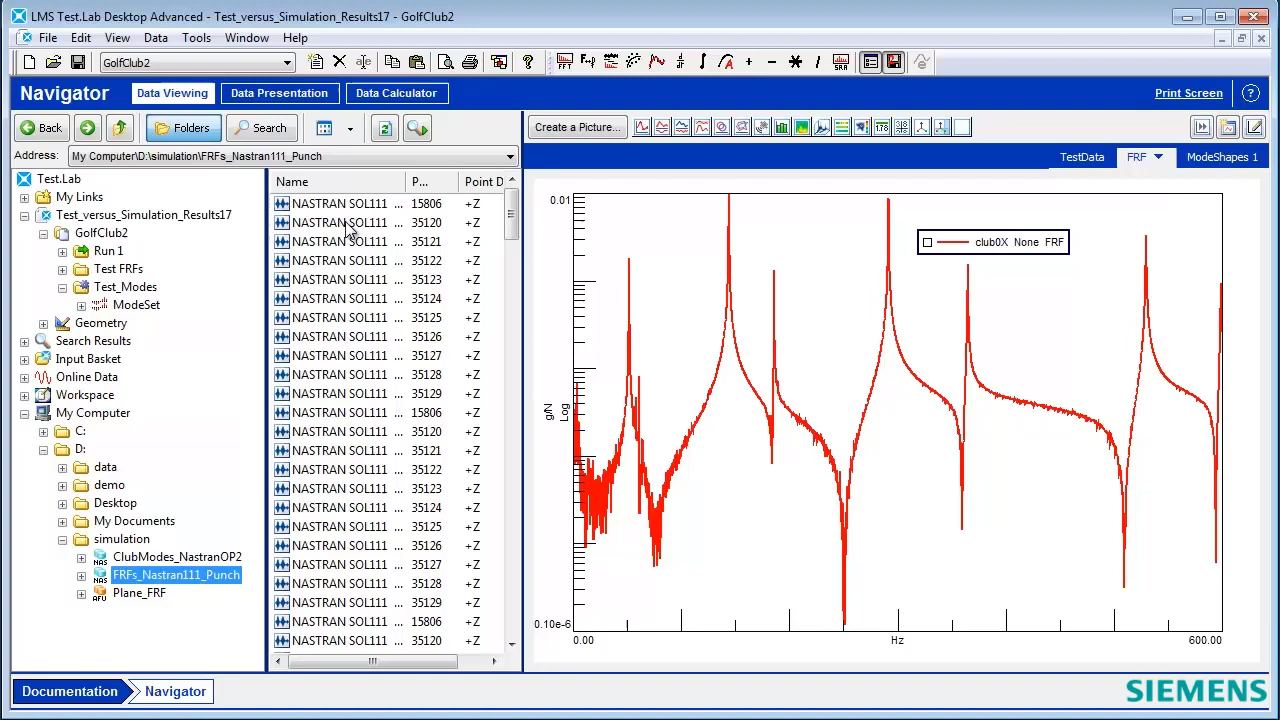 LMS Test.Lab Desktop Advanced - Test_versus_Simulation_Results17 - GolfClub2
File Edit View Data Tools Window Help
GolfClub2
Navigator Data Viewing Data Presentation Data Calculator Print Screen
Back Folders Search Create a Picture...
Address: My Computer\D:\simulation\FRFs_Nastran111_Punch TestData FRF ModeShapes 1
Test.Lab
My Links
Test_versus_Simulation_Results17
GolfClub2
Run 1
Test FRFs
Test_Modes
ModeSet
Geometry
Search Results
Input Basket
Online Data
Workspace
My Computer
C:
D:
data
demo
Desktop
My Documents
simulation
ClubModes_NastranOP2
FRFs_Nastran111_Punch
Plane_FRF
Name P... Point D
NASTRAN SOL111 ... 15806 +Z
NASTRAN SOL111 ... 35120 +Z
NASTRAN SOL111 ... 35121 +Z
NASTRAN SOL111 ... 35122 +Z
NASTRAN SOL111 ... 35123 +Z
NASTRAN SOL111 ... 35124 +Z
NASTRAN SOL111 ... 35125 +Z
NASTRAN SOL111 ... 35126 +Z
NASTRAN SOL111 ... 35127 +Z
NASTRAN SOL111 ... 35128 +Z
NASTRAN SOL111 ... 35129 +Z
NASTRAN SOL111 ... 15806 +Z
NASTRAN SOL111 ... 35120 +Z
NASTRAN SOL111 ... 35121 +Z
NASTRAN SOL111 ... 35122 +Z
NASTRAN SOL111 ... 35123 +Z
NASTRAN SOL111 ... 35124 +Z
NASTRAN SOL111 ... 35125 +Z
NASTRAN SOL111 ... 35126 +Z
NASTRAN SOL111 ... 35127 +Z
NASTRAN SOL111 ... 35128 +Z
NASTRAN SOL111 ... 35129 +Z
NASTRAN SOL111 ... 15806 +Z
NASTRAN SOL111 ... 35120 +Z
0.01
club0X None FRF
g/N
Log
0.10e-6
0.00 Hz 600.00
Documentation Navigator
SIEMENS